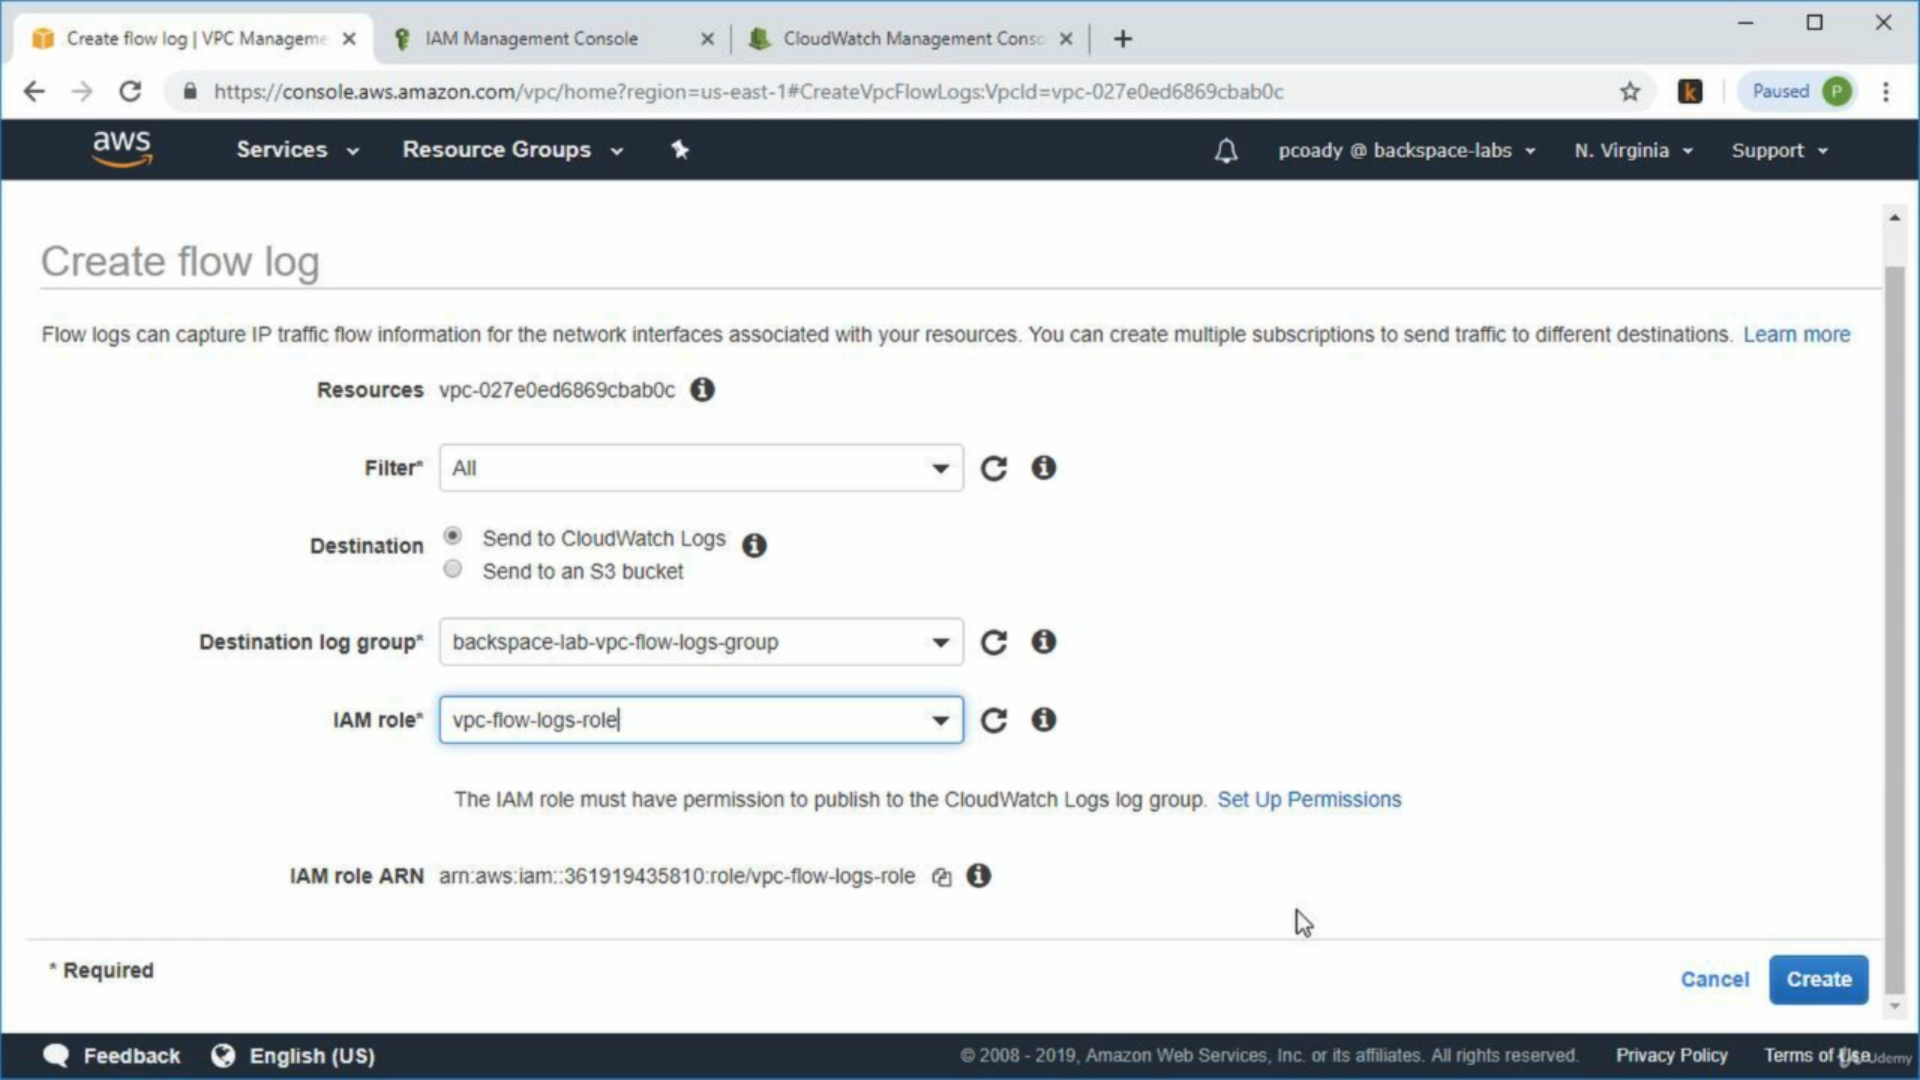 Create flow log | VPC Manageme
IAM Management Console
CloudWatch Management Conso
https://console.aws.amazon.com/vpc/home?region=us-east-1#CreateVpcFlowLogs:VpcId=vpc-027e0ed6869cbab0c
k
Paused P
aws
Services
Resource Groups
pcoady @ backspace-labs
N. Virginia
Support
Create flow log
Flow logs can capture IP traffic flow information for the network interfaces associated with your resources. You can create multiple subscriptions to send traffic to different destinations. Learn more
Resources vpc-027e0ed6869cbab0c
Filter* All
Destination
Send to CloudWatch Logs
Send to an S3 bucket
Destination log group* backspace-lab-vpc-flow-logs-group
IAM role* vpc-flow-logs-role
The IAM role must have permission to publish to the CloudWatch Logs log group. Set Up Permissions
IAM role ARN arn:aws:iam::361919435810:role/vpc-flow-logs-role
* Required
Cancel
Create
Feedback
English (US)
© 2008 - 2019, Amazon Web Services, Inc. or its affiliates. All rights reserved.
Privacy Policy
Terms of Use
Udemy